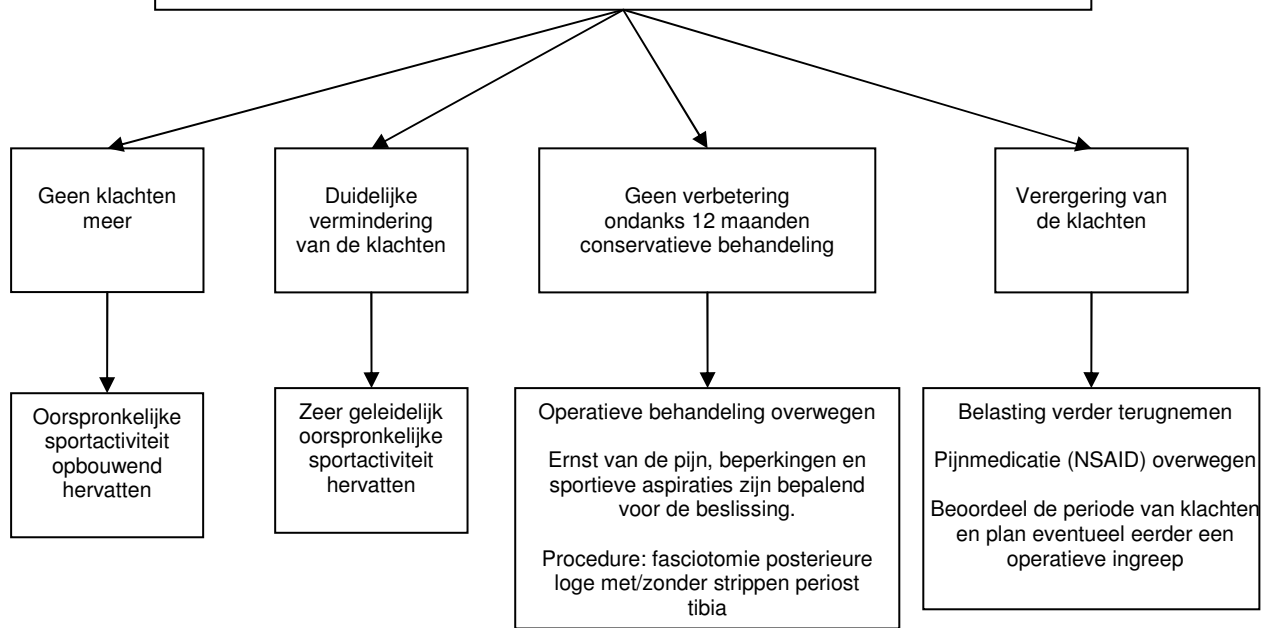 Geen klachten
meer
Duidelijke
vermindering
van de klachten
Geen verbetering
ondanks 12 maanden
conservatieve behandeling
Verergering van
de klachten
Oorspronkelijke
sportactiviteit
opbouwend
hervatten
Zeer geleidelijk
oorspronkelijke
sportactiviteit
hervatten
Operatieve behandeling overwegen
Ernst van de pijn, beperkingen en
sportieve aspiraties zijn bepalend
voor de beslissing.
Procedure: fasciotomie posterieure
loge met/zonder strippen periost
tibia
Belasting verder terugnemen
Pijnmedicatie (NSAID) overwegen
Beoordeel de periode van klachten
en plan eventueel eerder een
operatieve ingreep